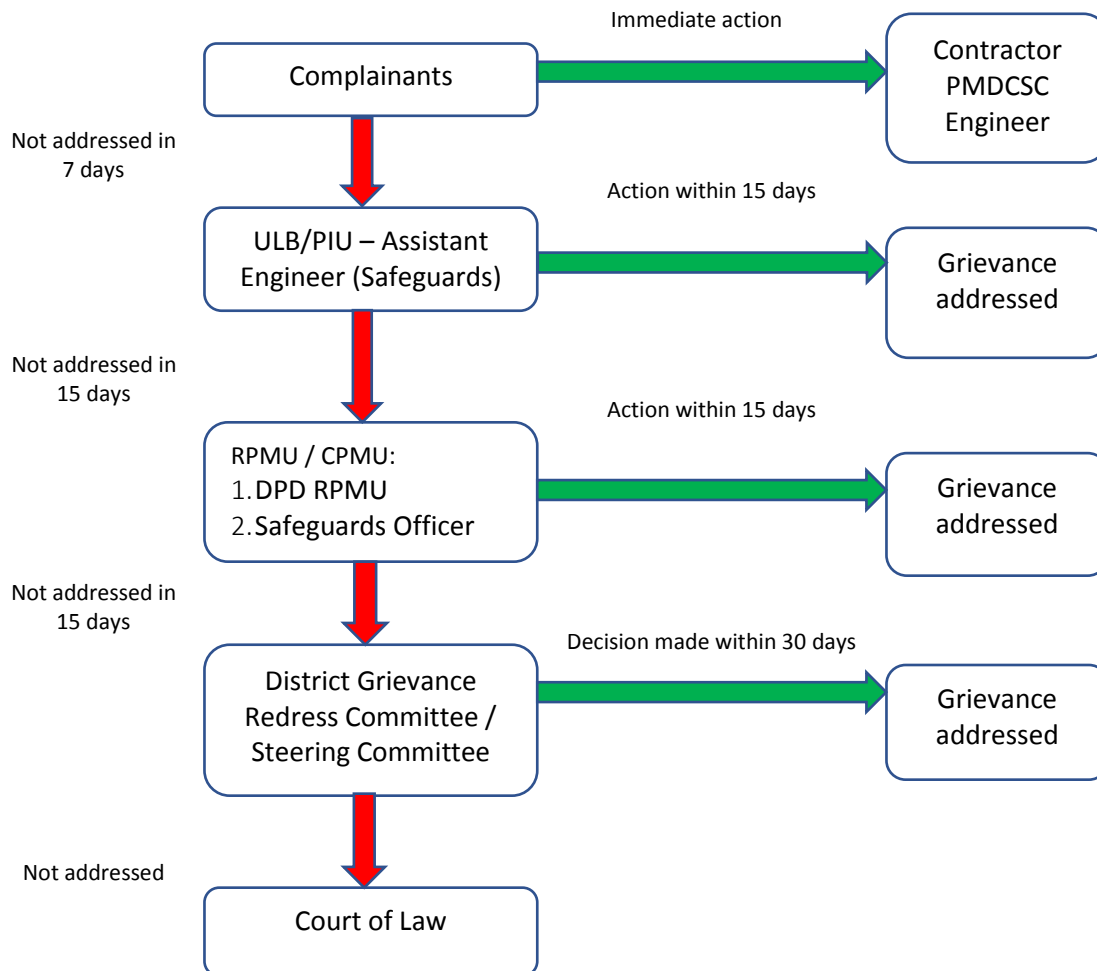 Immediate action
Complainants
Contractor
PMDCSC
Engineer
Not addressed in
7 days
Action within 15 days
ULB/PIU – Assistant
Engineer (Safeguards)
Grievance
addressed
Not addressed in
15 days
Action within 15 days
RPMU / CPMU:
1.DPD RPMU
2.Safeguards Officer
Grievance
addressed
Not addressed in
15 days
Decision made within 30 days
District Grievance
Redress Committee /
Steering Committee
Grievance
addressed
Not addressed
Court of Law